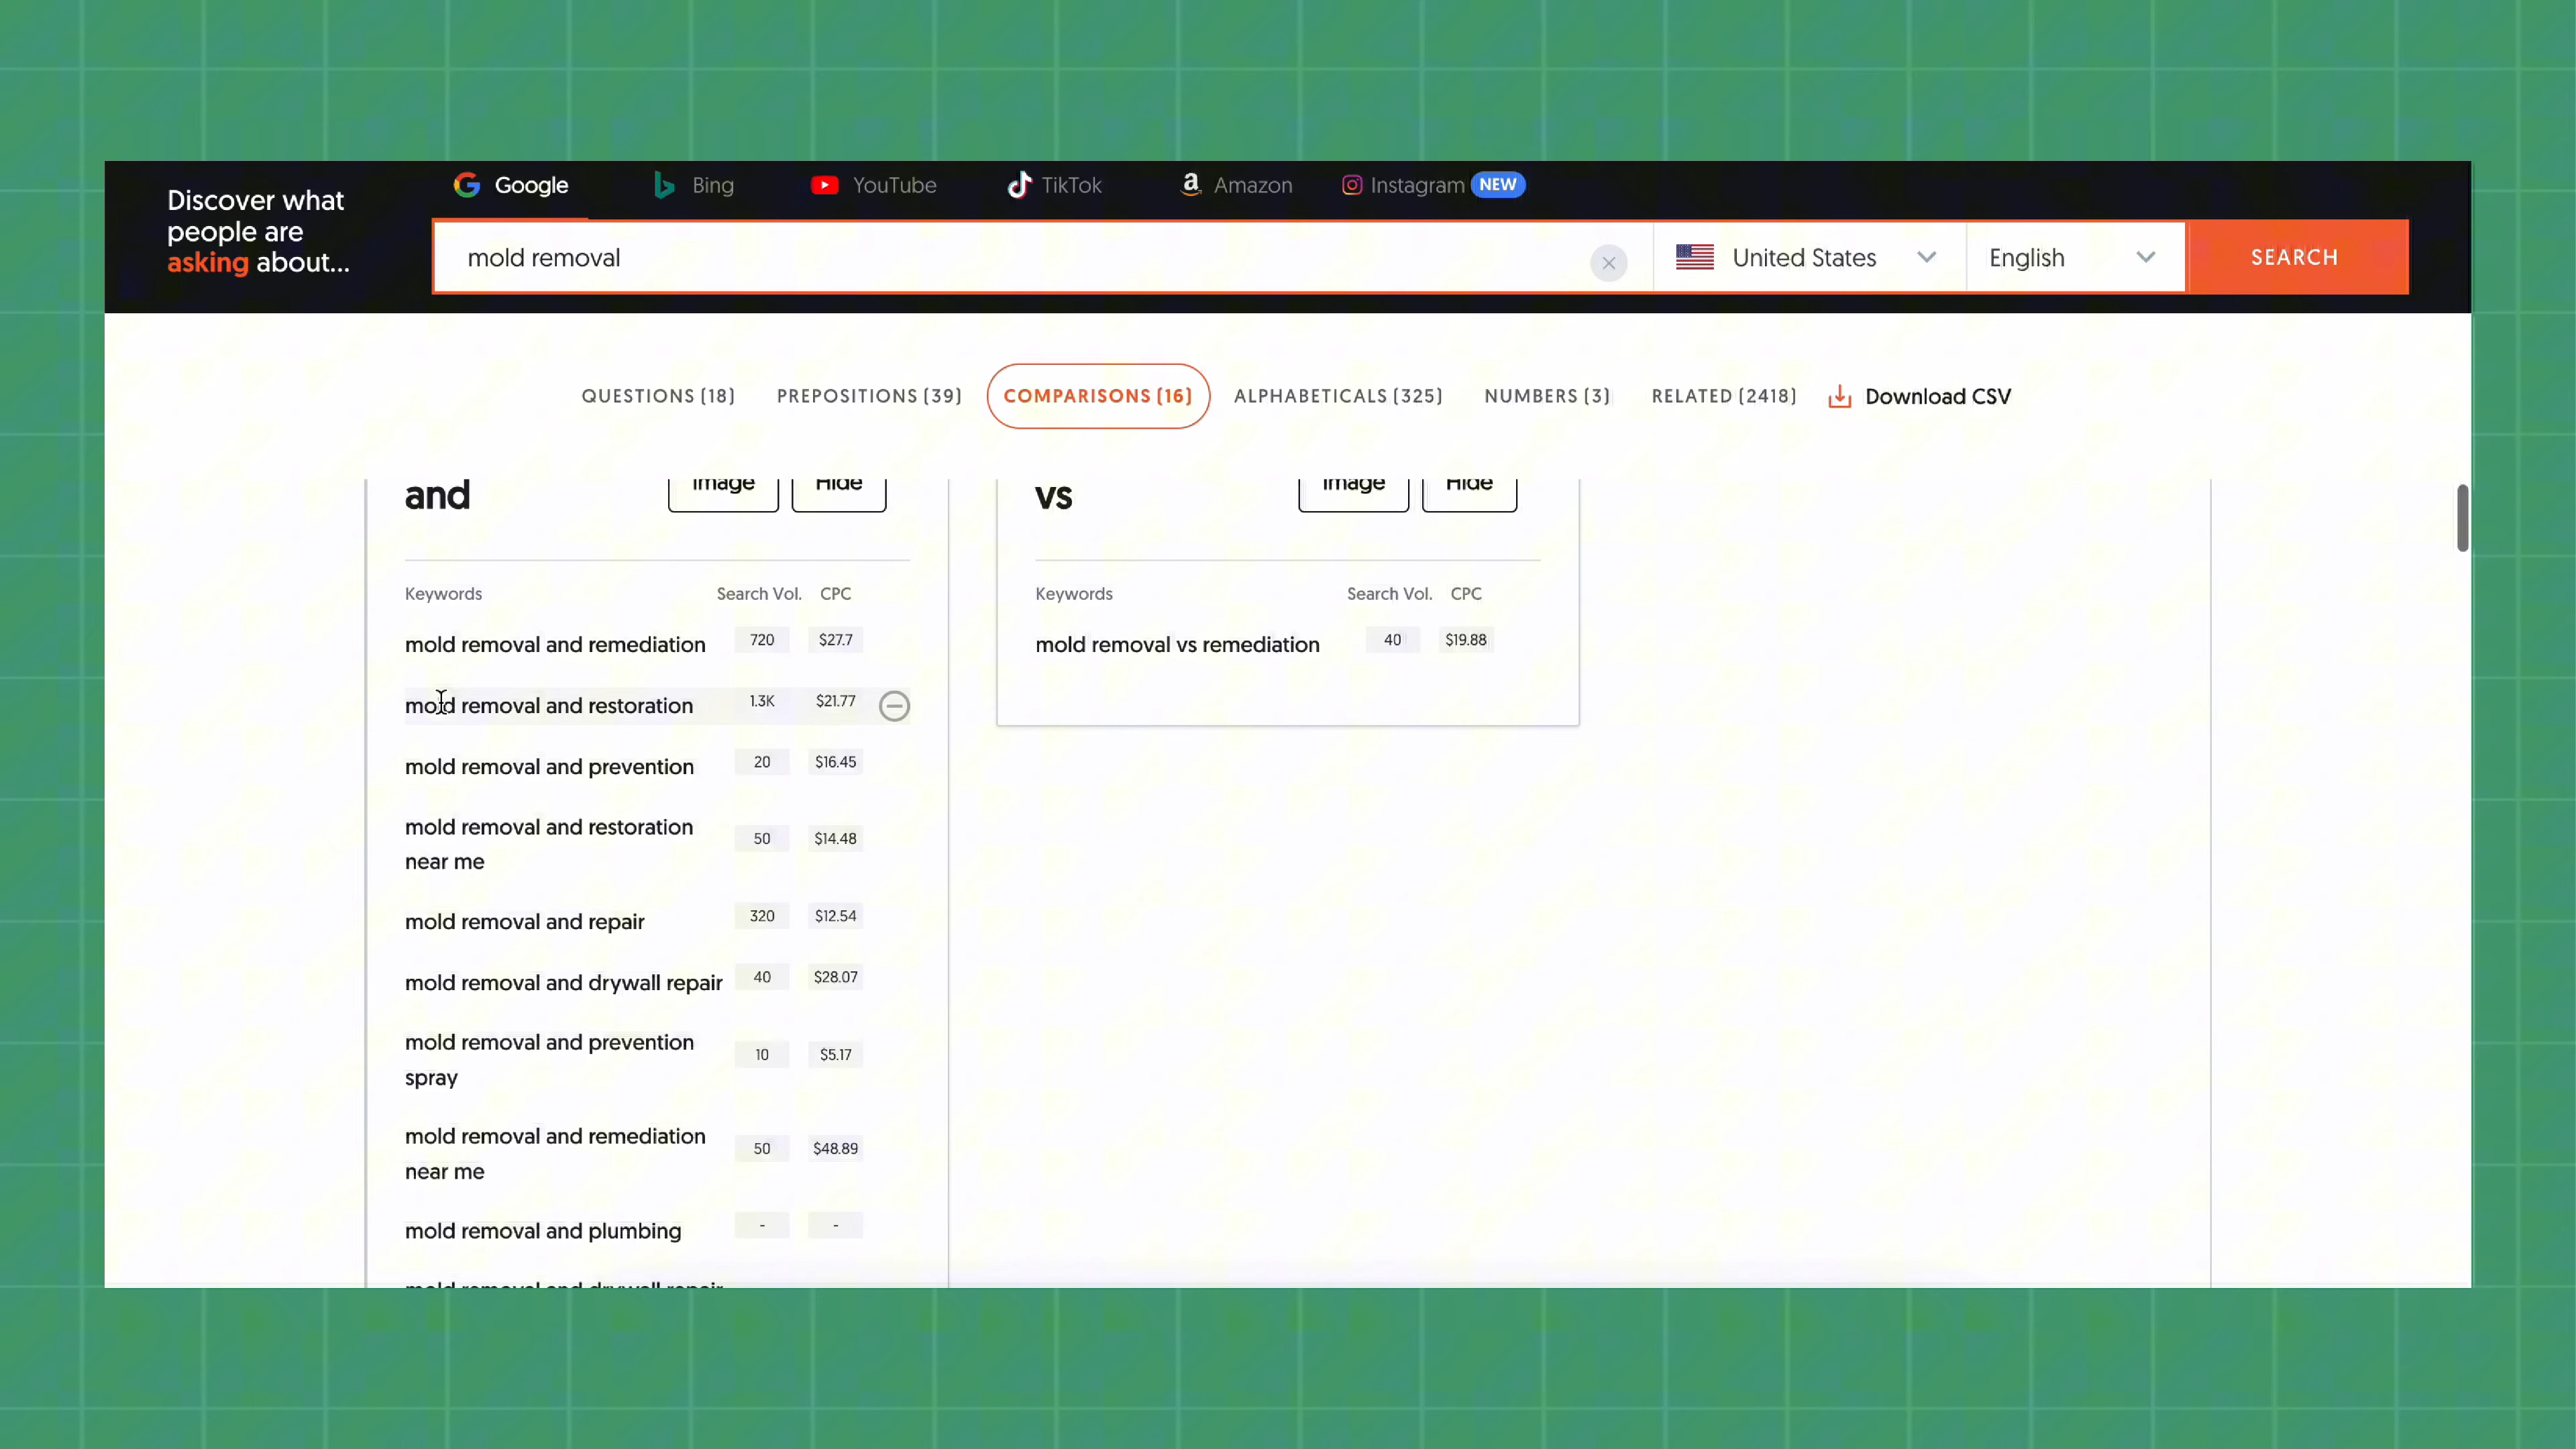 Discover what
people are
asking about...
Google
Bing
YouTube
TikTok
Amazon
Instagram NEW
mold removal
United States
English
SEARCH
QUESTIONS (18)
PREPOSITIONS (39)
COMPARISONS (16)
ALPHABETICALS (325)
NUMBERS (3)
RELATED (2418)
Download CSV
and
Image
Hide
Keywords Search Vol. CPC
mold removal and remediation 720 $27.7
mold removal and restoration 1.3K $21.77
mold removal and prevention 20 $16.45
mold removal and restoration
near me 50 $14.48
mold removal and repair 320 $12.54
mold removal and drywall repair 40 $28.07
mold removal and prevention
spray 10 $5.17
mold removal and remediation
near me 50 $48.89
mold removal and plumbing - -
mold removal and drywall repair
vs
Image
Hide
Keywords Search Vol. CPC
mold removal vs remediation 40 $19.88